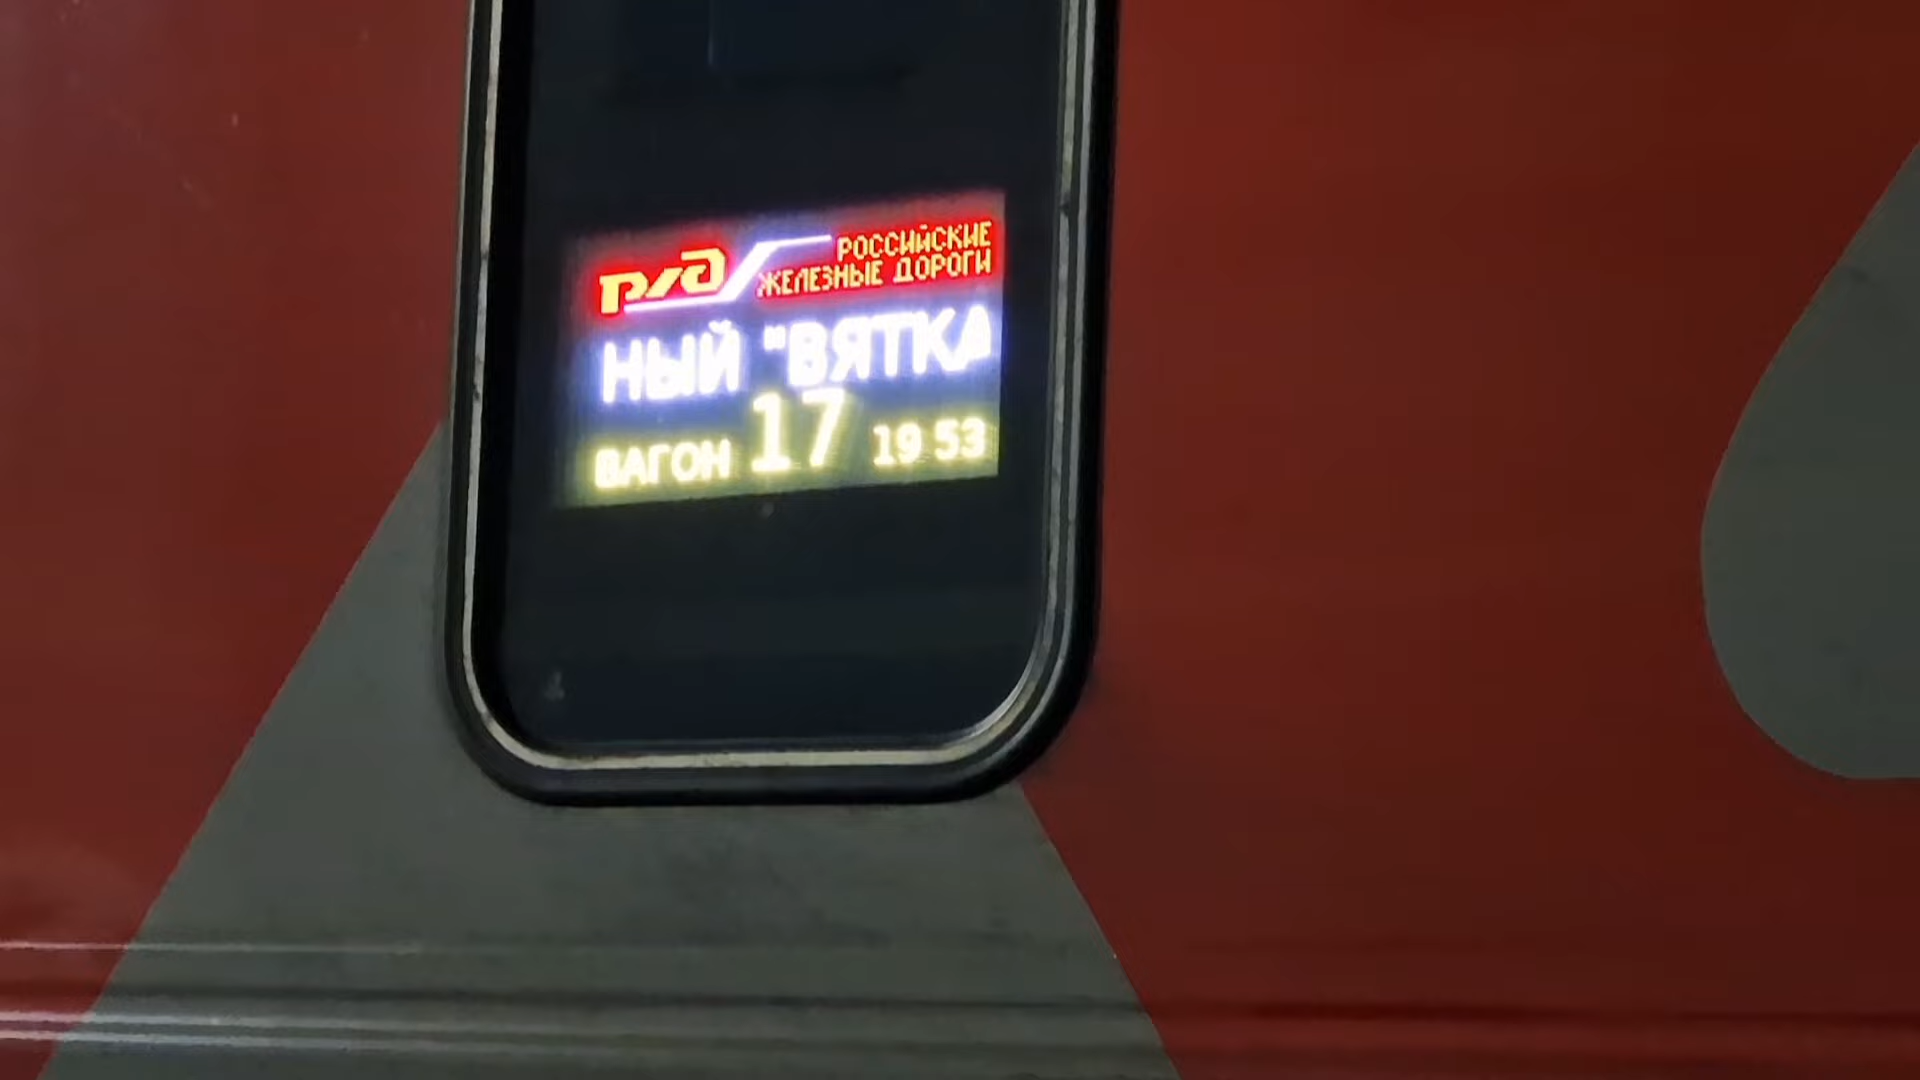 РЖД РОССИЙСКИЕ
ЖЕЛЕЗНЫЕ ДОРОГИ
НЫЙ "ВЯТКА
ВАГОН 17 19 53